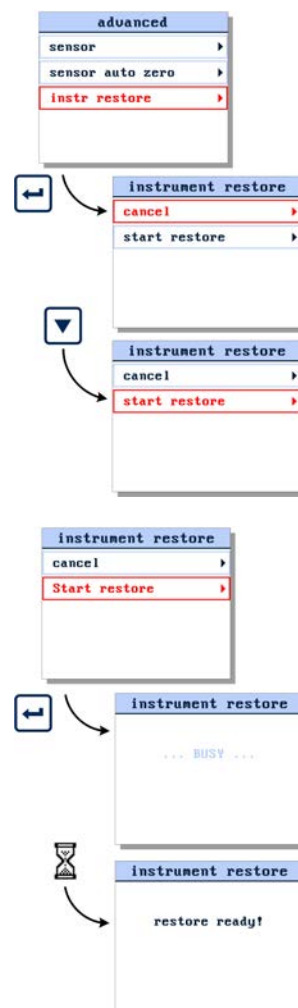 advanced
sensor
sensor auto zero
instr restore
instrument restore
cancel
start restore
instrument restore
cancel
start restore
instrument restore
cancel
Start restore
instrument restore
... BUSY ...
instrument restore
restore ready!